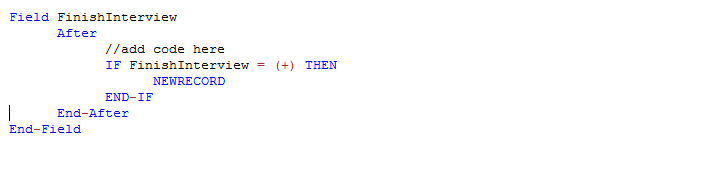 Field FinishInterview
After
//add code here
IF FinishInterview = (+) THEN
NEWRECORD
END-IF
End-After
End-Field